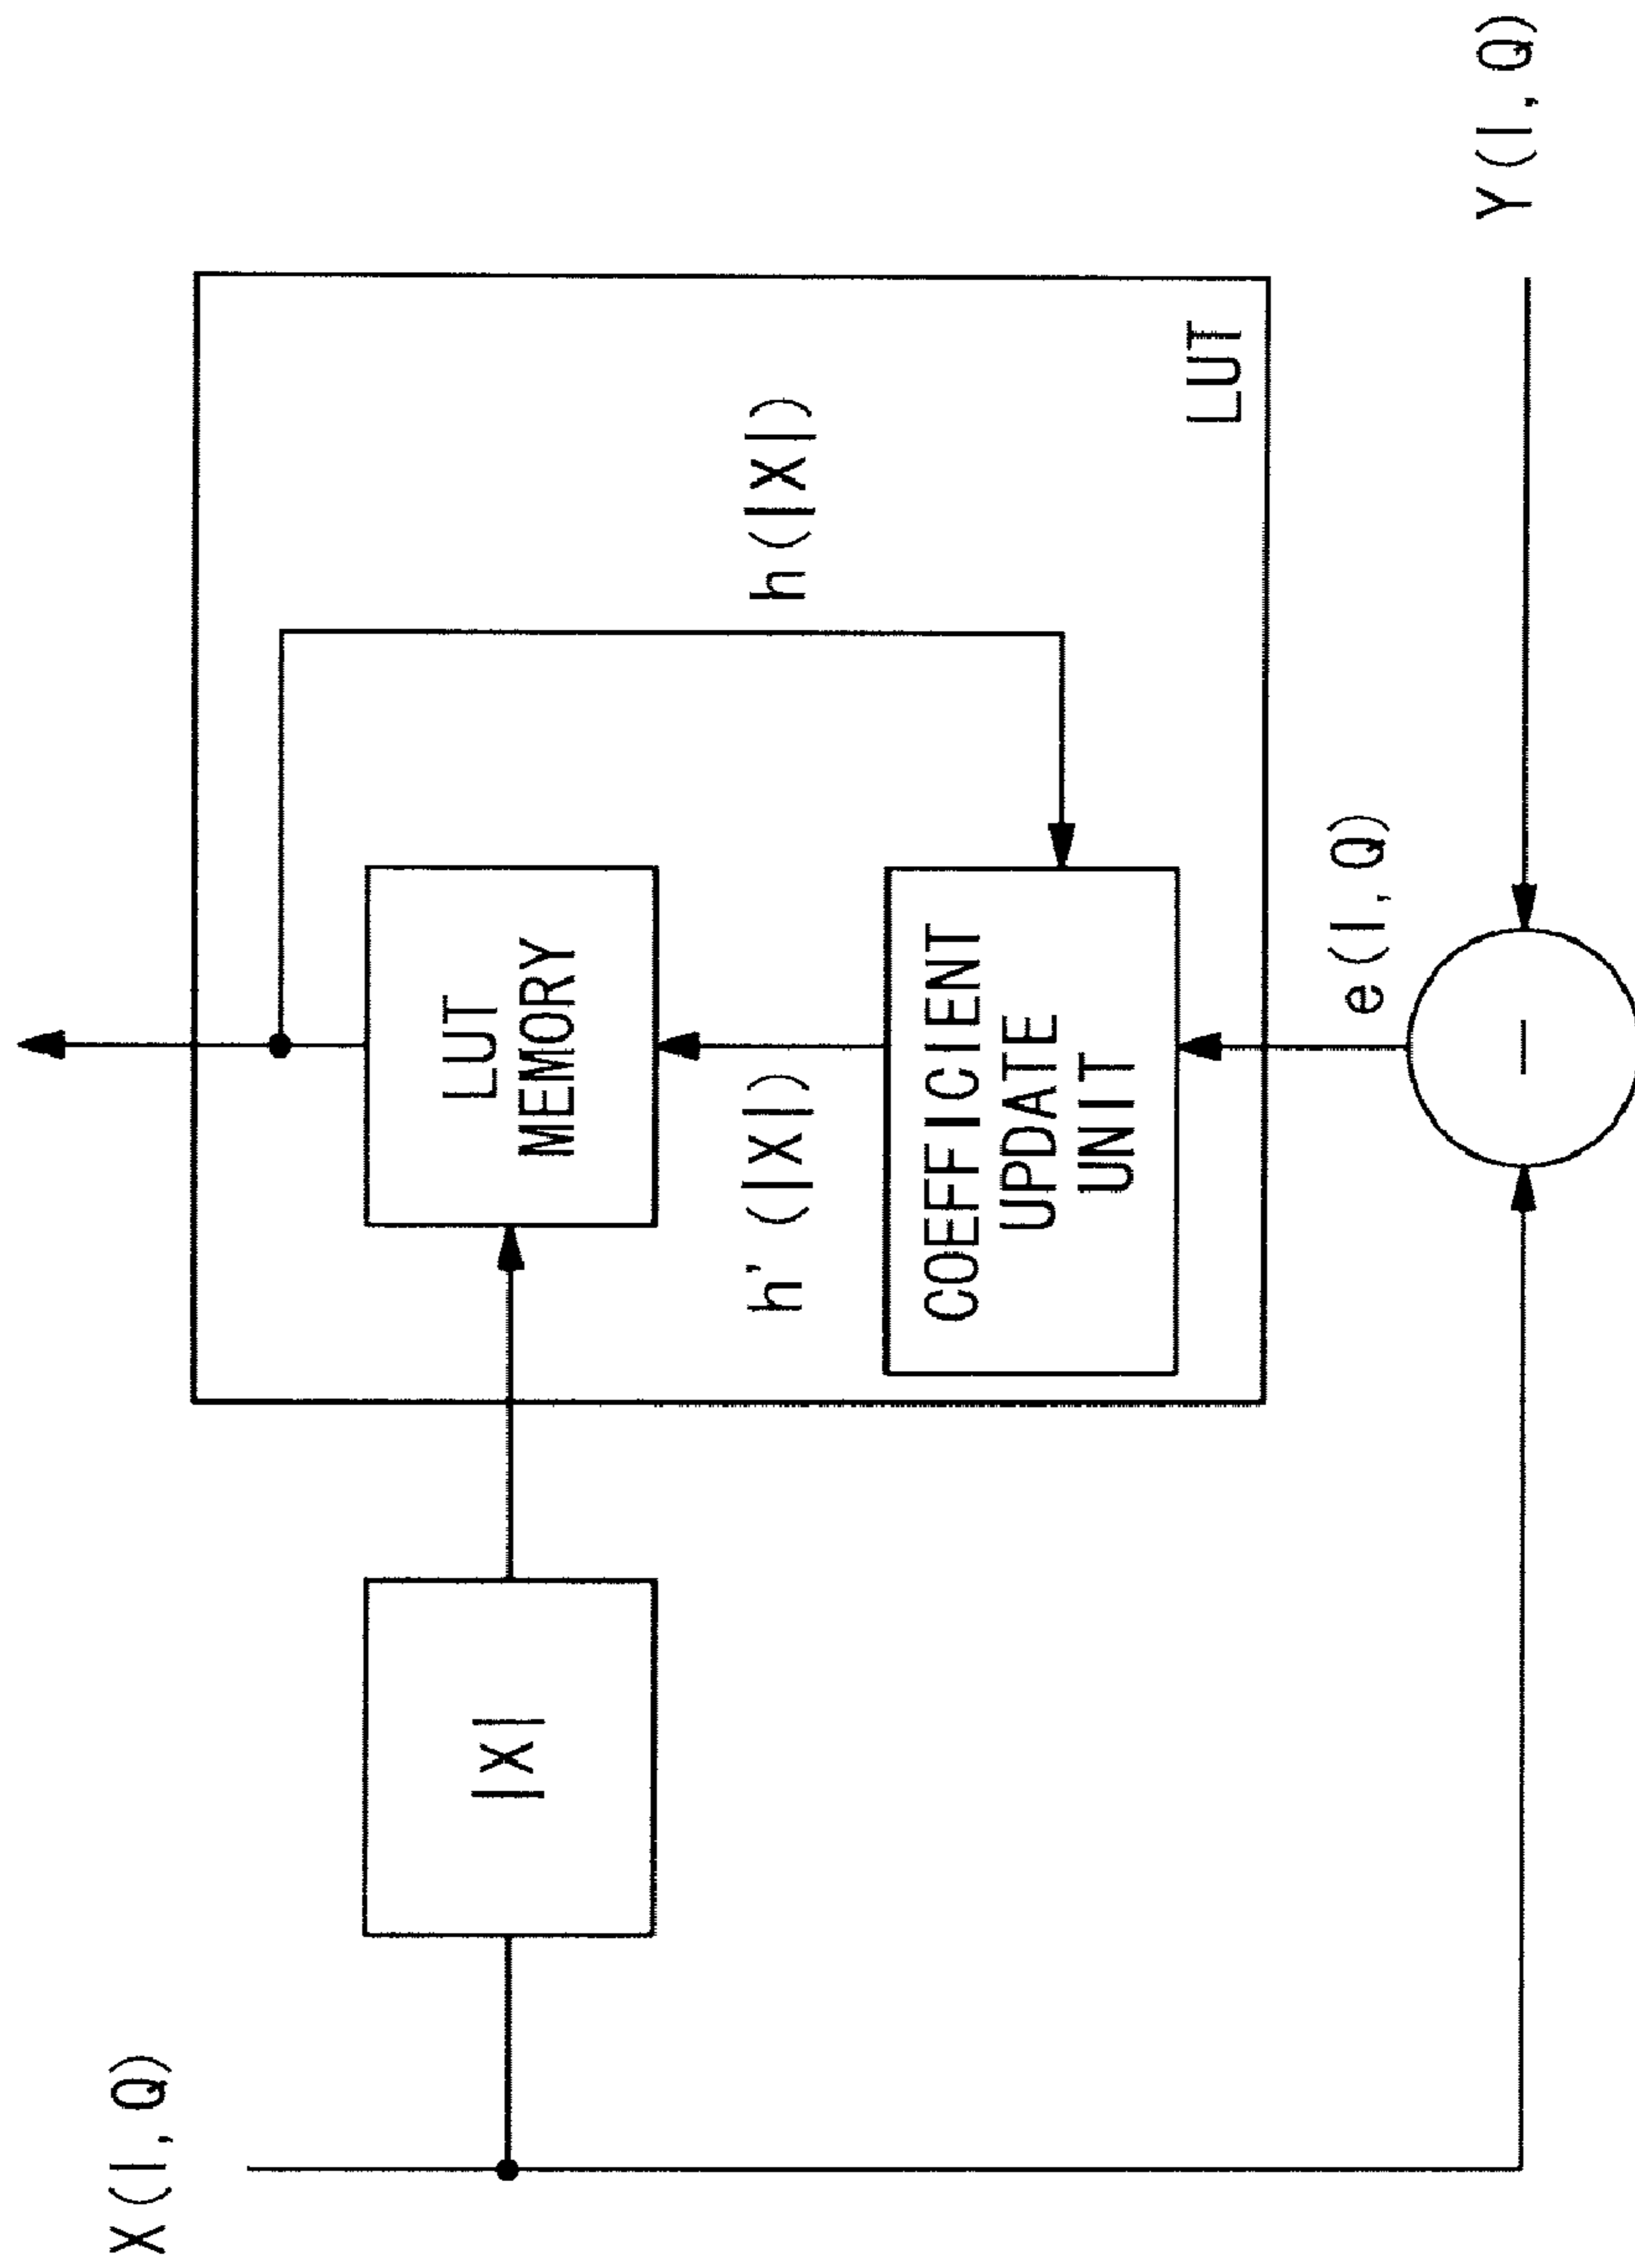 X(I,Q)
|X|
LUT
MEMORY
h'(|X|)
h(|X|)
COEFFICIENT
UPDATE
UNIT
LUT
e(I,Q)
Y(I,Q)
−